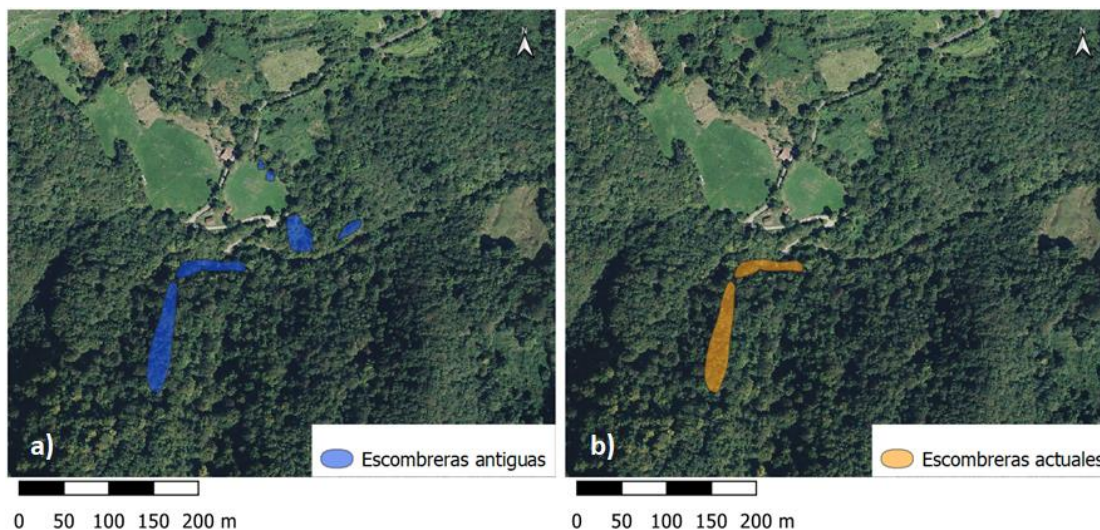 N
N
a)
Escombreras antiguas
b)
Escombreras actuales
0 50 100 150 200 m
0 50 100 150 200 m